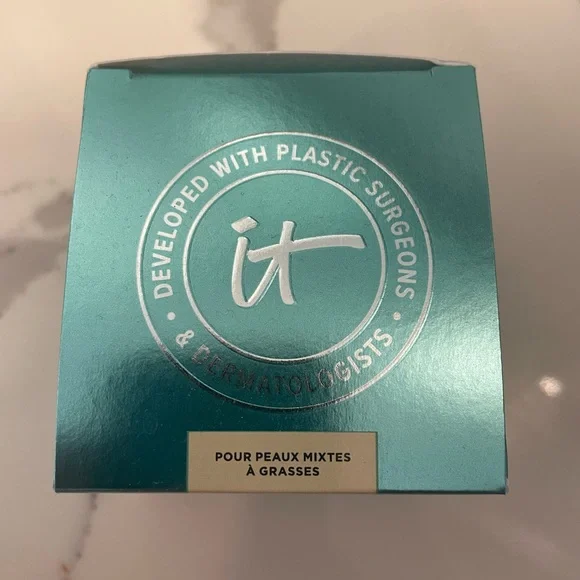 DEVELOPED WITH PLASTIC SURGEONS
• & DERMATOLOGISTS •
it
POUR PEAUX MIXTES
À GRASSES